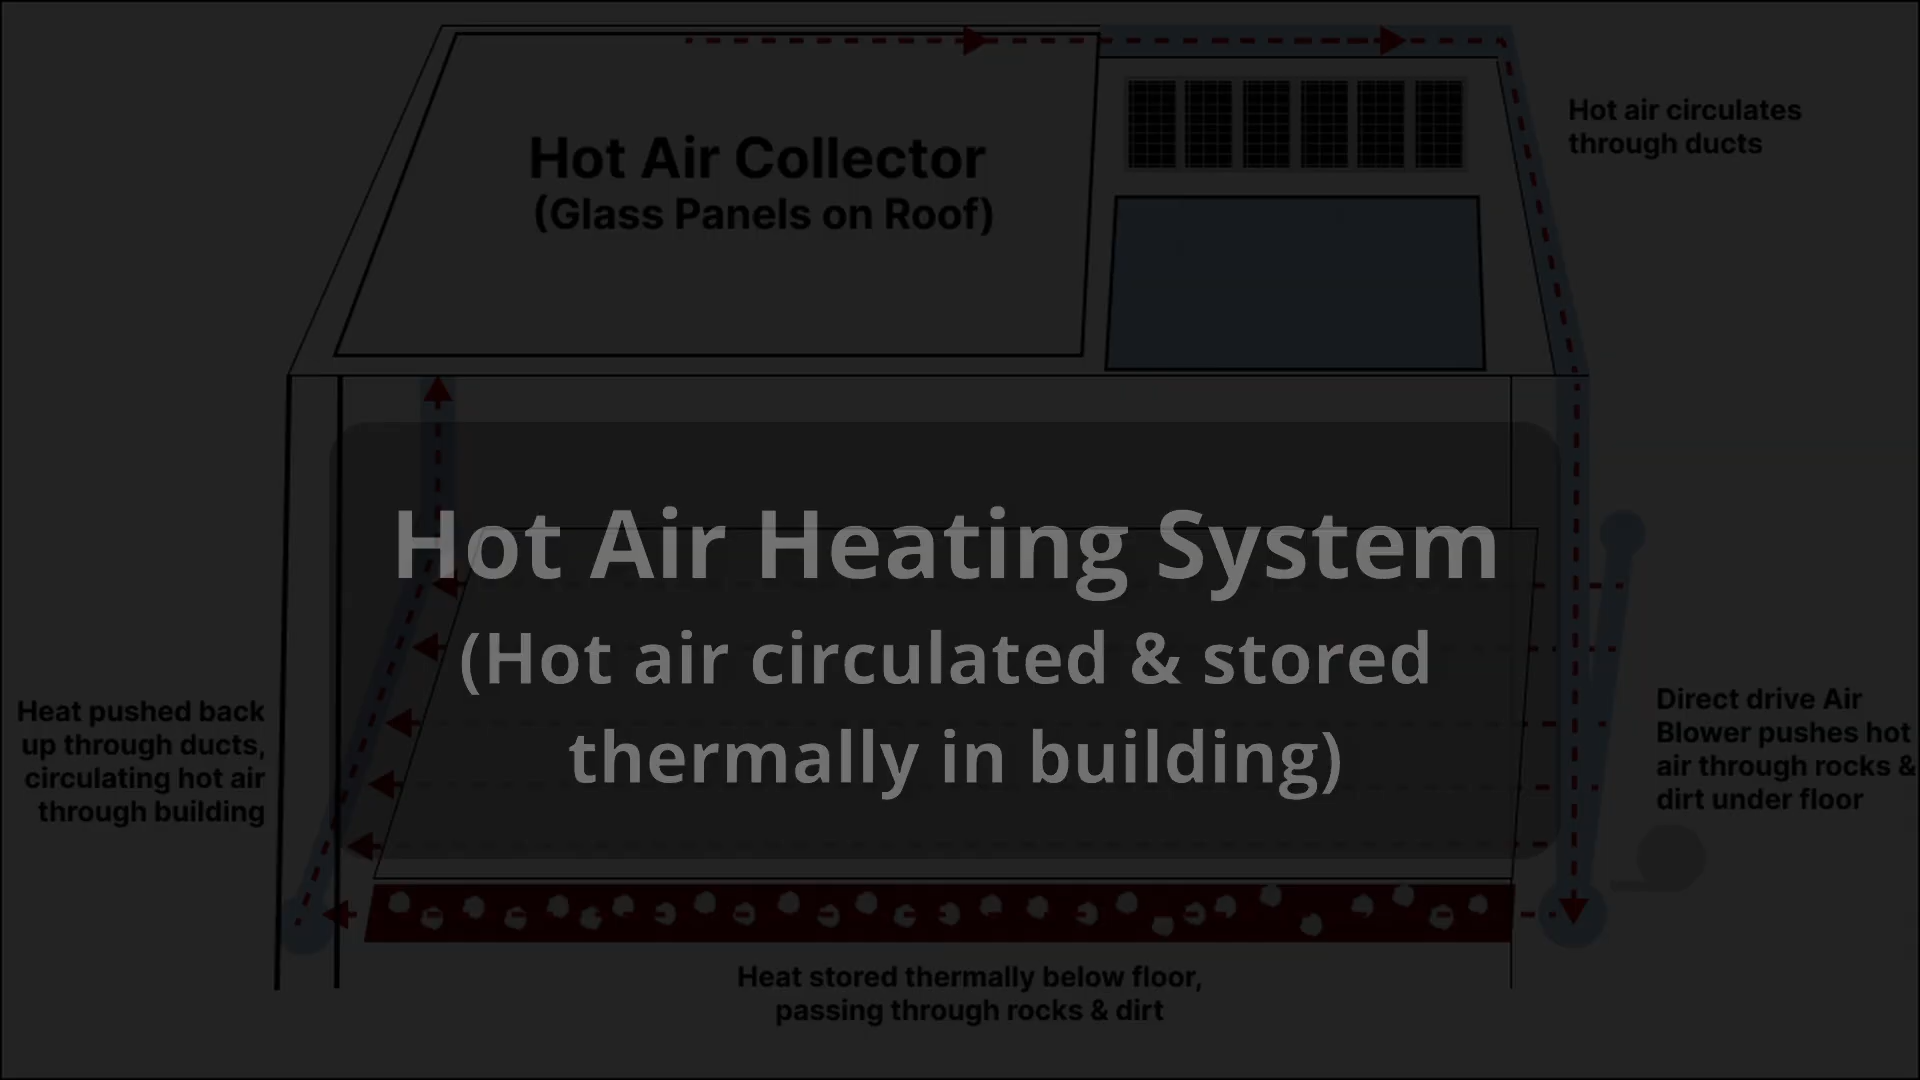 Hot Air Collector
(Glass Panels on Roof)
Hot air circulates
through ducts
Hot Air Heating System
(Hot air circulated & stored
thermally in building)
Heat pushed back
up through ducts,
circulating hot air
through building
Direct drive Air
Blower pushes hot
air through rocks &
dirt under floor
Heat stored thermally below floor,
passing through rocks & dirt